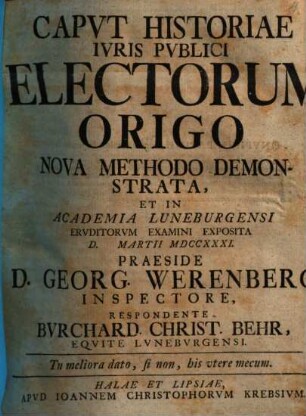 CAPVT HISTORIAE
IVRIS PVBLICI
ELECTORUM
ORIGO
NOVA METHODO DEMON-
STRATA,
ET IN
ACADEMIA LUNEBURGENSI
ERVDITORVM EXAMINI EXPOSITA
D. MARTII MDCCXXXI.
PRAESIDE
D. GEORG. WERENBERG
INSPECTORE,
RESPONDENTE
BVRCHARD. CHRIST. BEHR,
EQVITE LVNEBVRGENSI.
Tu meliora dato, si non, his vtere mecum.
HALAE ET LIPSIAE,
APVD IOANNEM CHRISTOPHORVM KREBSIVM